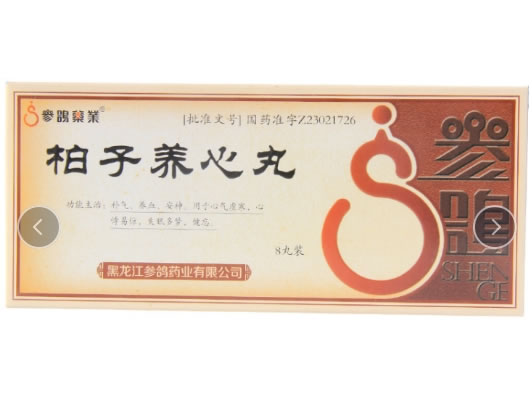 参鸽药业®
[批准文号] 国药准字Z23021726
柏子养心丸
功能主治：补气、养血、安神。用于心气虚寒，心
悸易惊，失眠多梦，健忘。
8丸装
黑龙江参鸽药业有限公司
参鸽
SHEN
GE